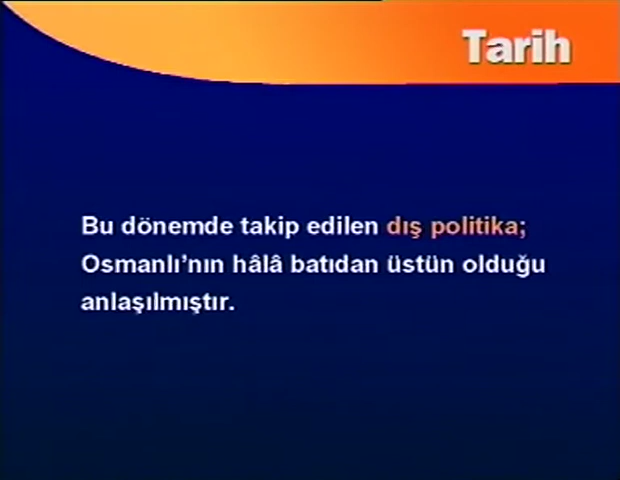 Tarih
Bu dönemde takip edilen dış politika;
Osmanlı’nın hâlâ batıdan üstün olduğu
anlaşılmıştır.